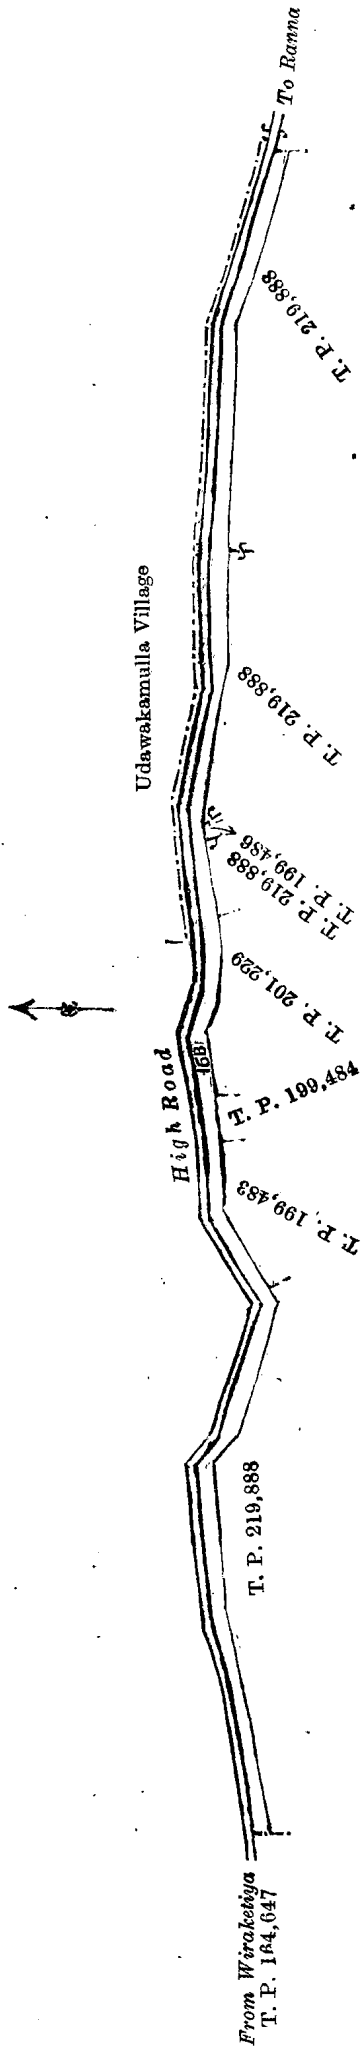 To Ranna
T. P. 219,888
Udawakamulla Village
T. P. 219,888
T. P. 199,486
T. P. 219,888
T. P. 201,229
High Road
16B
T. P. 199,484
T. P. 199,483
T. P. 219,888
From Wiraketiya
T. P. 164,647